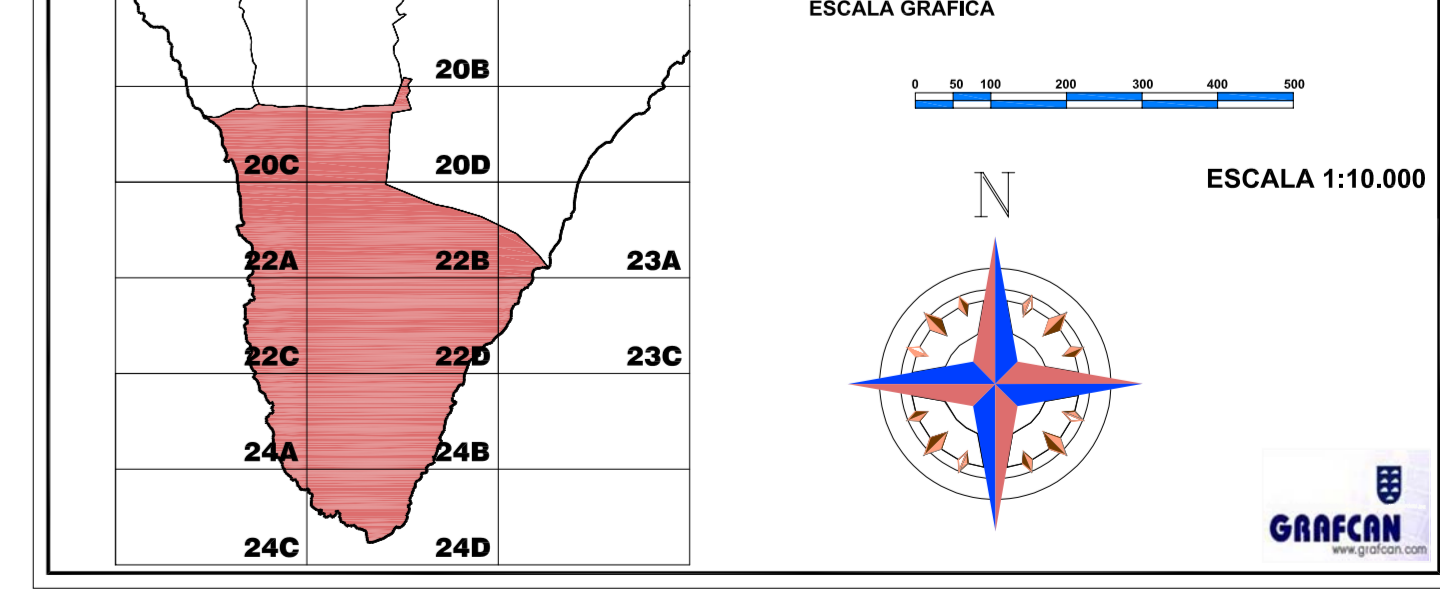 ESCALA GRAFICA
20B
0 50 100 200 300 400 500
20C 20D
ESCALA 1:10.000
N
22A 22B 23A
22C 22D 23C
24A 24B
24C 24D
GRAFCAN
www.grafcan.com